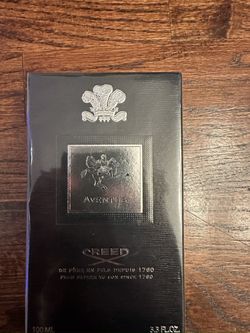 AVENTUS
CREED
DE PÈRE EN FILS DEPUIS 1760
FROM FATHER TO SON SINCE 1760
100 ML 3.3 FL.OZ.